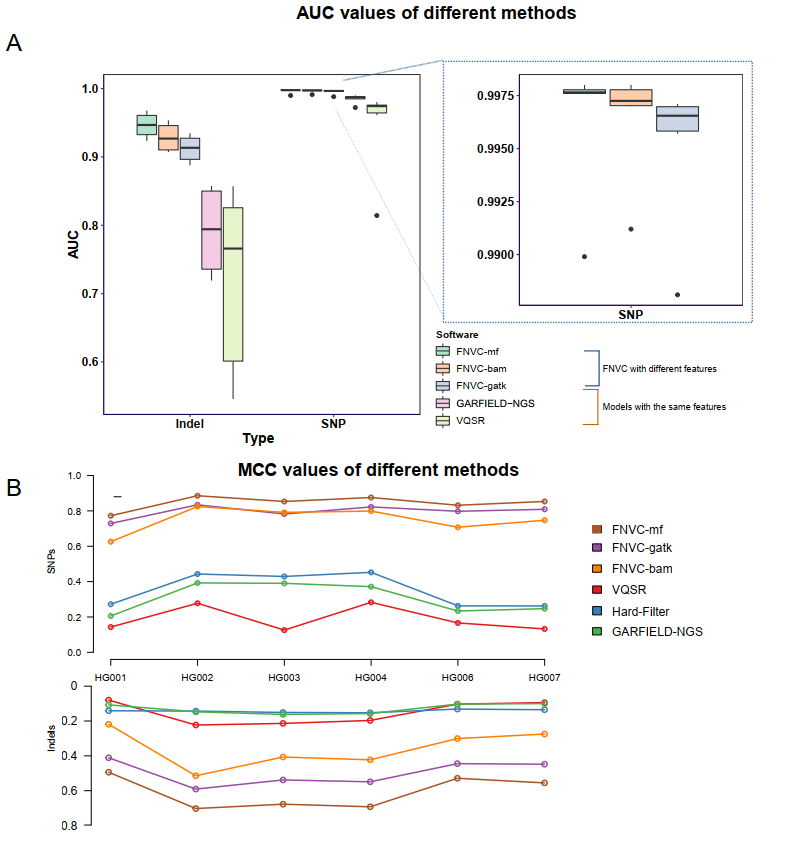 AUC values of different methods
A
AUC
1.0
0.9
0.8
0.7
0.6
Indel
SNP
Type
0.9975
0.9950
0.9925
0.9900
SNP
Software
FNVC-mf
FNVC-bam
FNVC-gatk
GARFIELD−NGS
VQSR
FNVC with different features
Models with the same features
B
MCC values of different methods
SNPs
1.0
0.8
0.6
0.4
0.2
0.0
HG001
HG002
HG003
HG004
HG006
HG007
Indels
0
0.2
0.4
0.6
0.8
FNVC-mf
FNVC-gatk
FNVC-bam
VQSR
Hard-Filter
GARFIELD-NGS